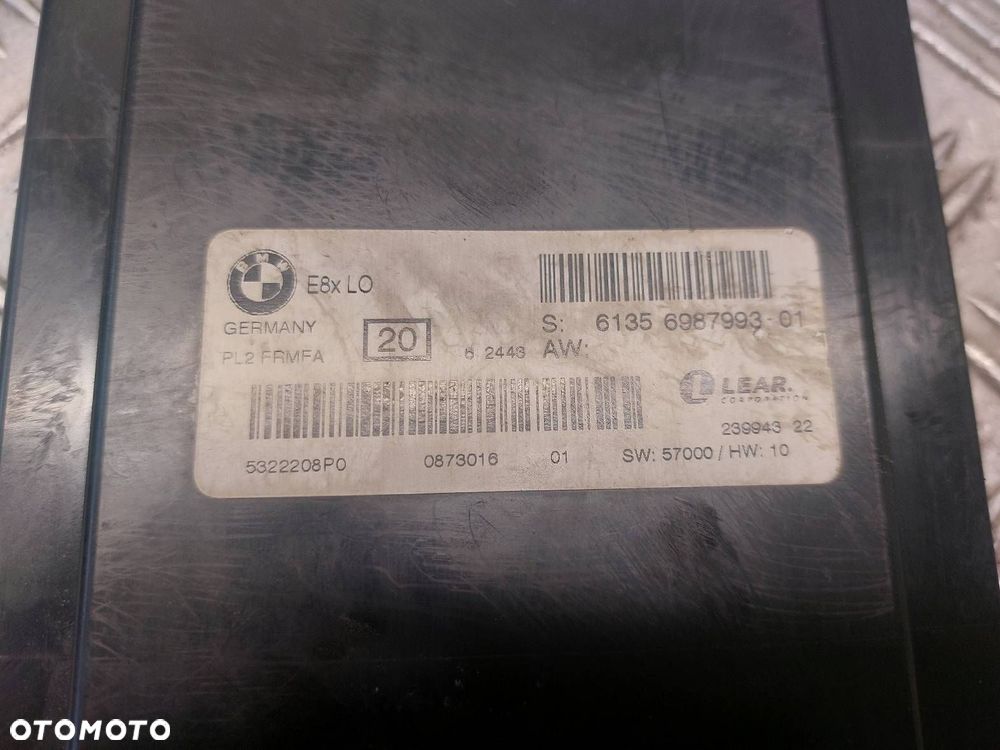 BMW
E8x LO
GERMANY
S: 6135 6987993 01
PL2 FRMFA
20
6 2443
AW:
LEAR.
CORPORATION
239943 22
5322208P0 0873016 01 SW: 57000 / HW: 10
OTOMOTO